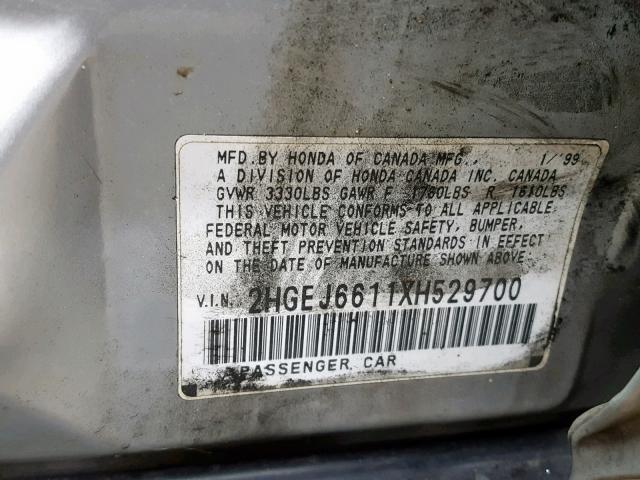 MFD. BY HONDA OF CANADA MFG., 1/'99
A DIVISION OF HONDA CANADA INC. CANADA
GVWR 3330LBS GAWR F 1780LBS R 1610LBS
THIS VEHICLE CONFORMS TO ALL APPLICABLE
FEDERAL MOTOR VEHICLE SAFETY, BUMPER,
AND THEFT PREVENTION STANDARDS IN EFFECT
ON THE DATE OF MANUFACTURE SHOWN ABOVE.
V.I.N. 2HGEJ6611XH529700
PASSENGER CAR